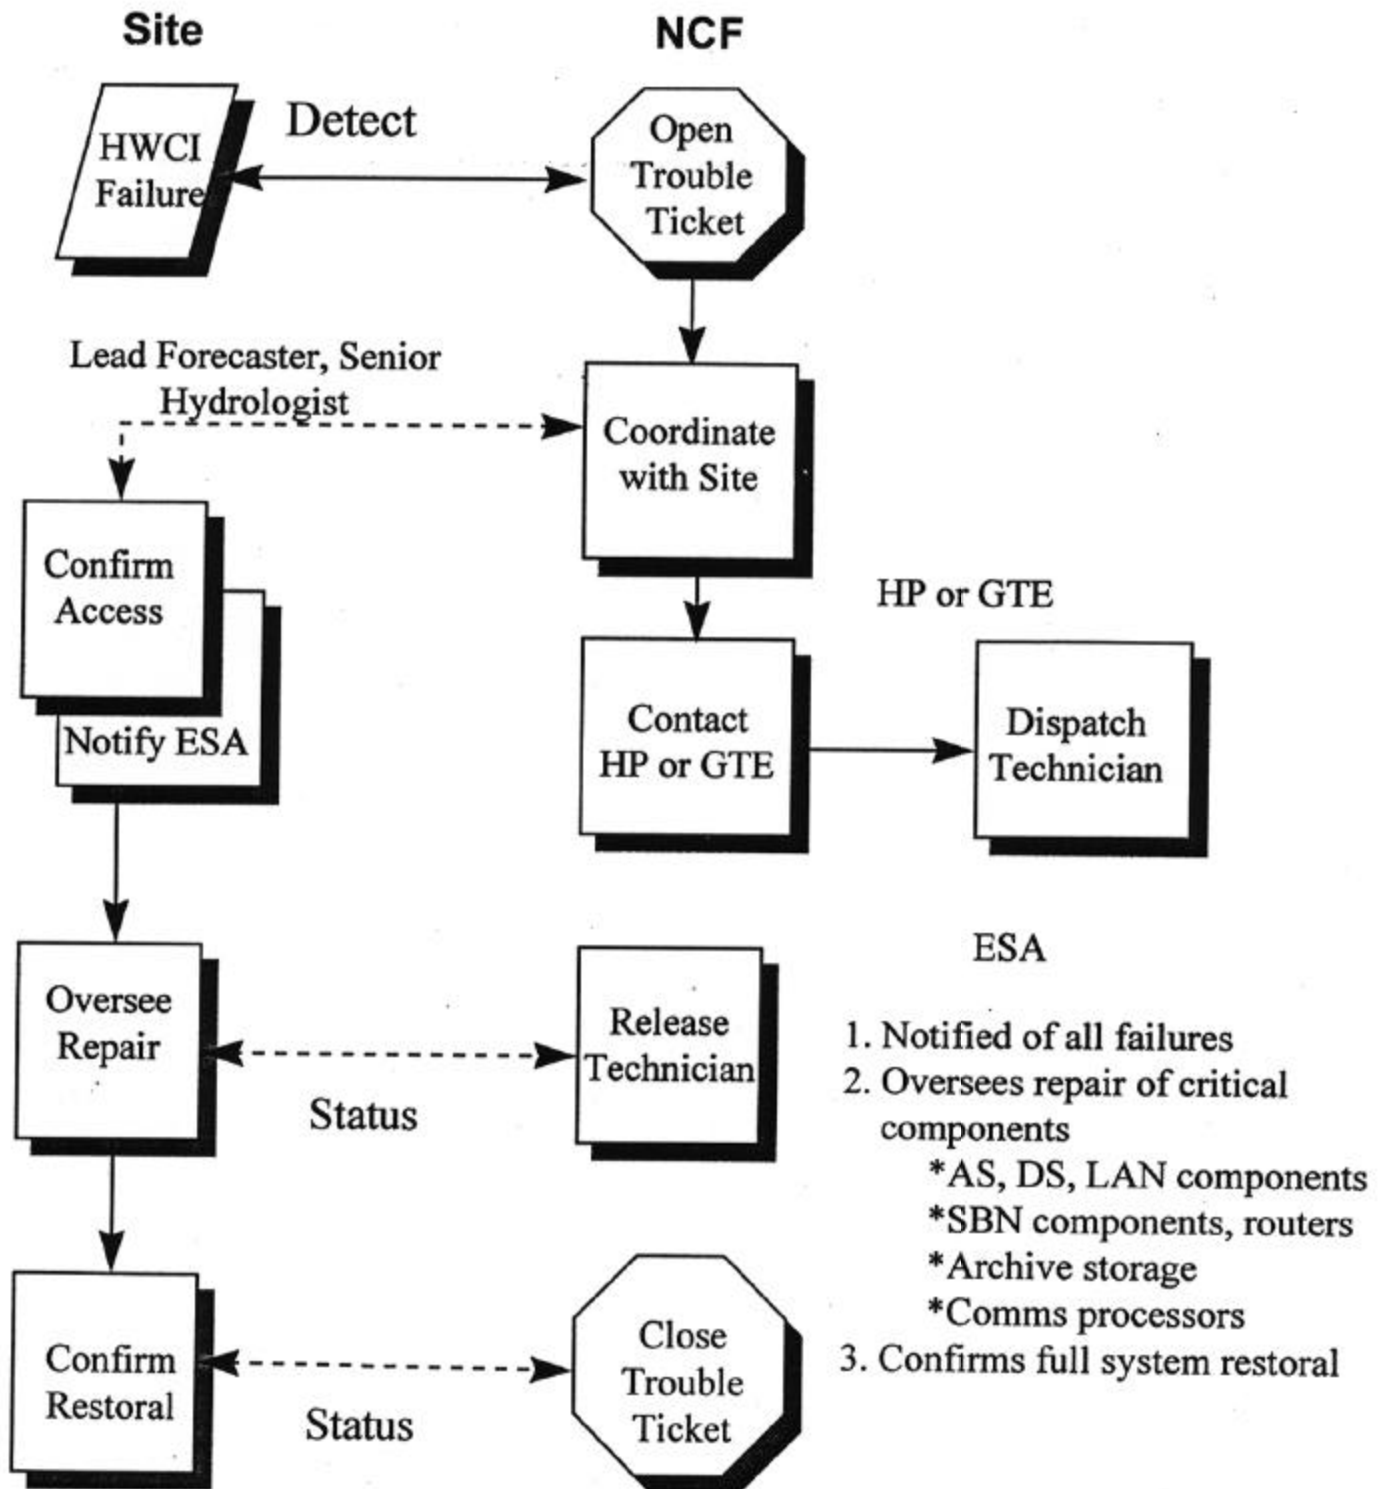 Site
NCF
HWCI
Failure
Detect
Open
Trouble
Ticket
Lead Forecaster, Senior
Hydrologist
Coordinate
with Site
Confirm
Access
Notify ESA
HP or GTE
Contact
HP or GTE
Dispatch
Technician
Oversee
Repair
Status
Release
Technician
ESA
1. Notified of all failures
2. Oversees repair of critical
components
*AS, DS, LAN components
*SBN components, routers
*Archive storage
*Comms processors
3. Confirms full system restoral
Confirm
Restoral
Status
Close
Trouble
Ticket